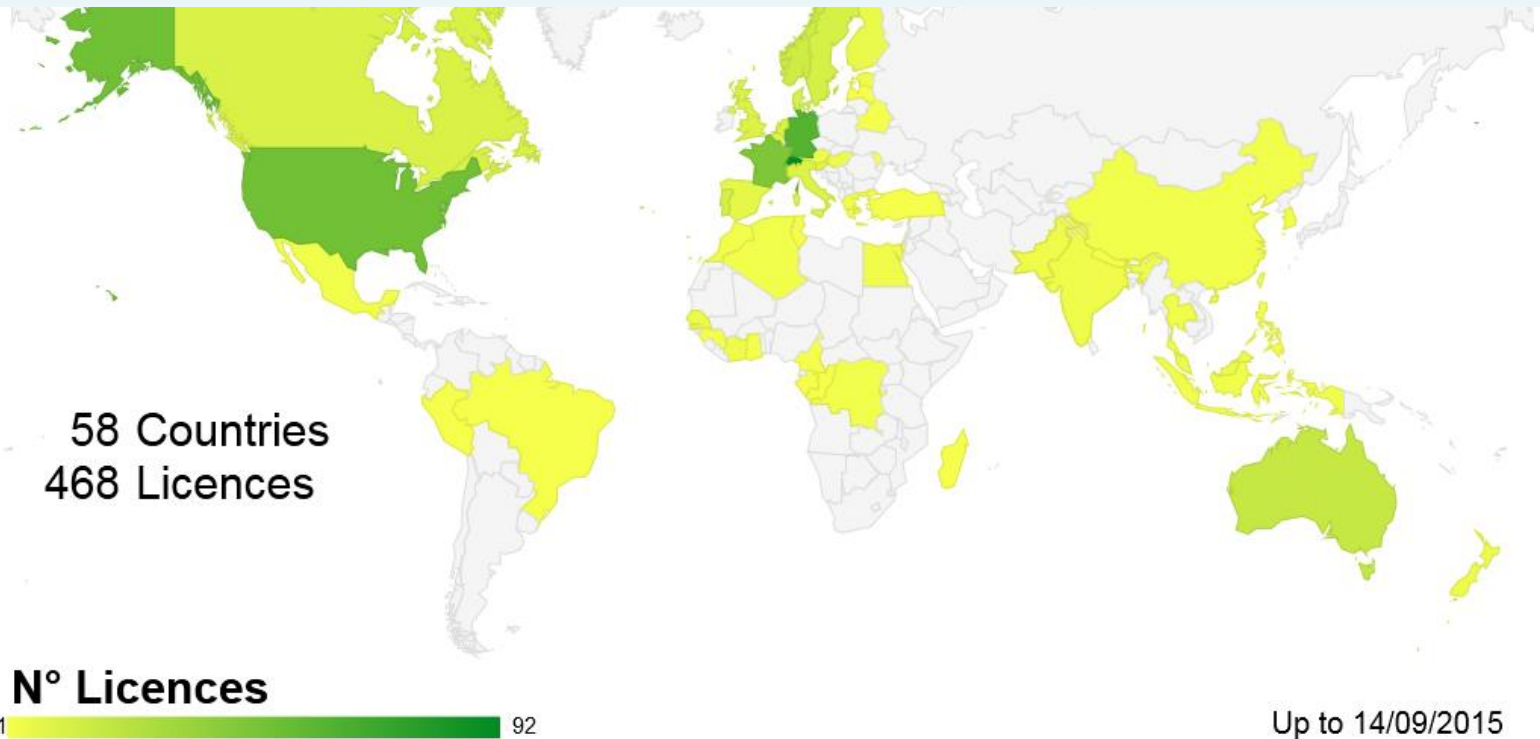 58 Countries
468 Licences
N° Licences
1 92
Up to 14/09/2015